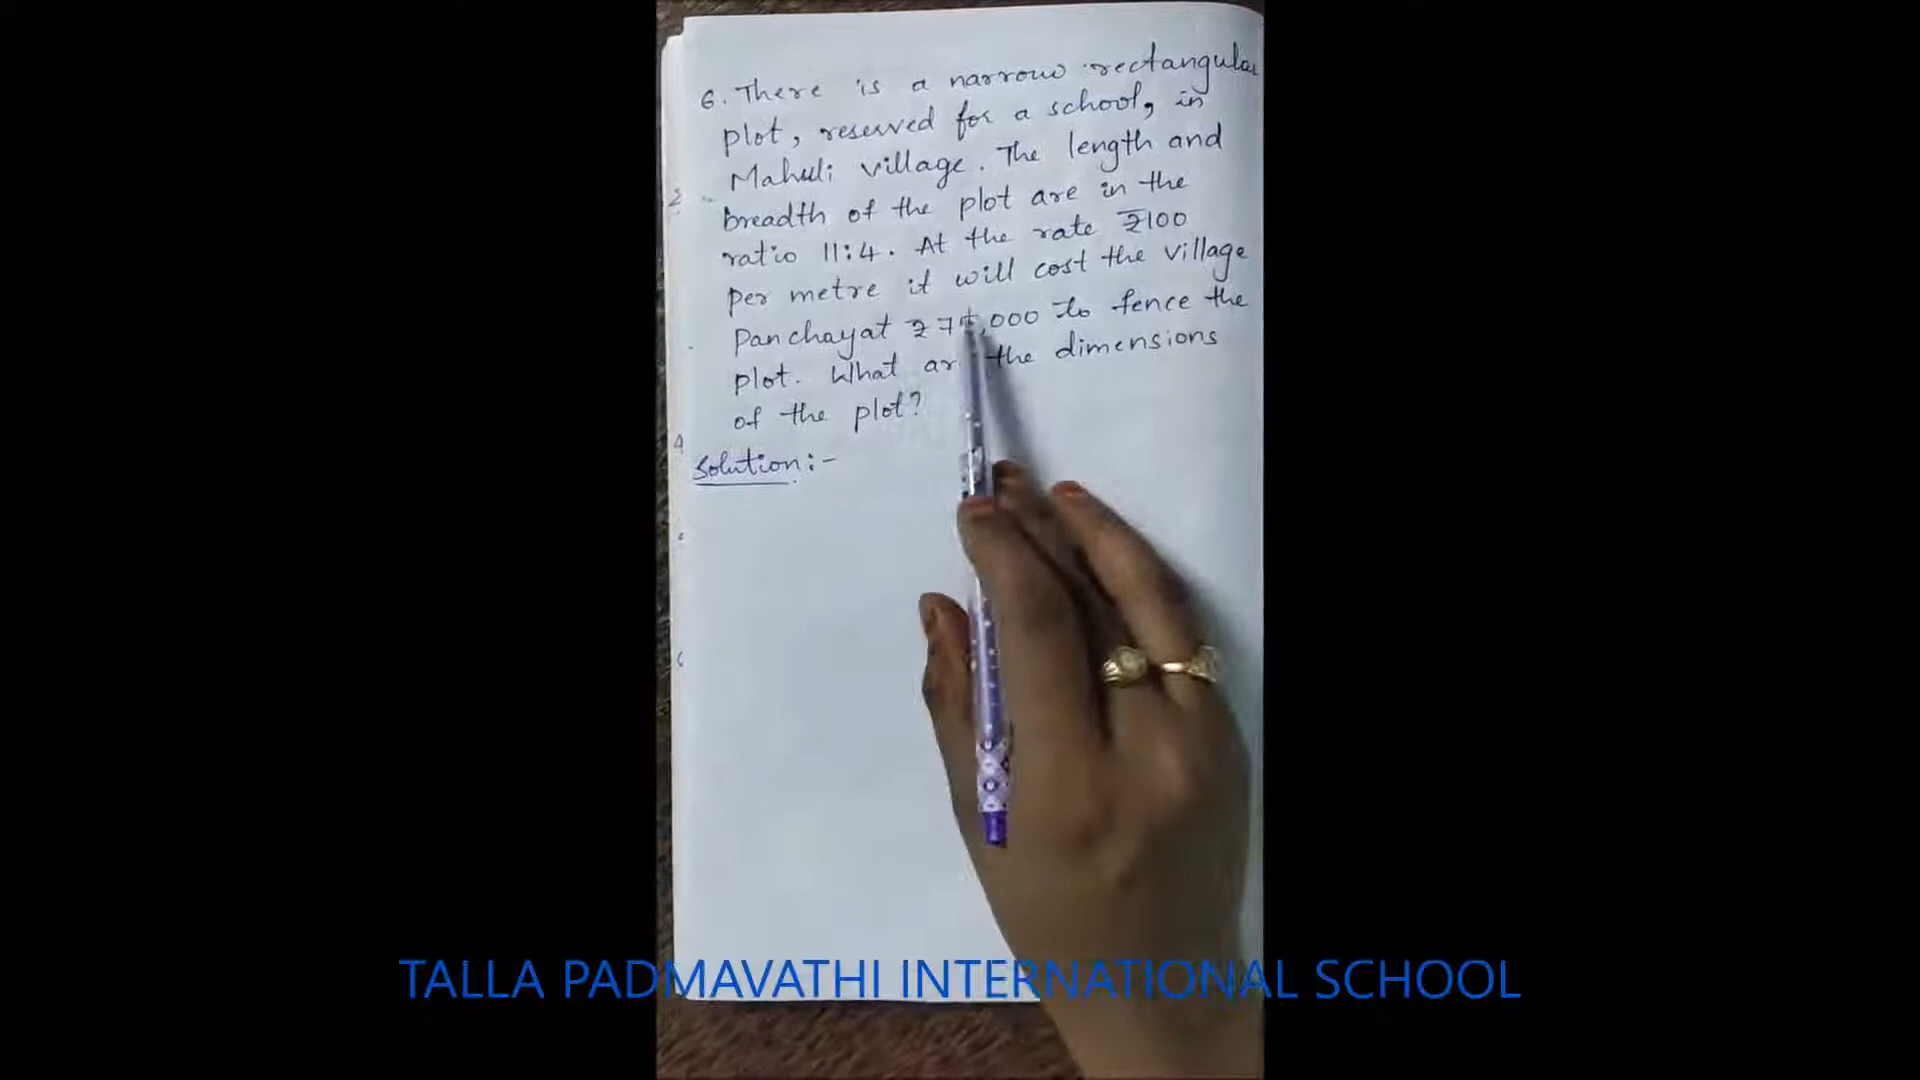 6. There is a narrow rectangular
plot, reserved for a school, in
Mahuli village. The length and
breadth of the plot are in the
ratio 11:4. At the rate ₹100
per metre it will cost the village
Panchayat ₹75,000 to fence the
plot. What are the dimensions
of the plot?
Solution:-
TALLA PADMAVATHI INTERNATIONAL SCHOOL